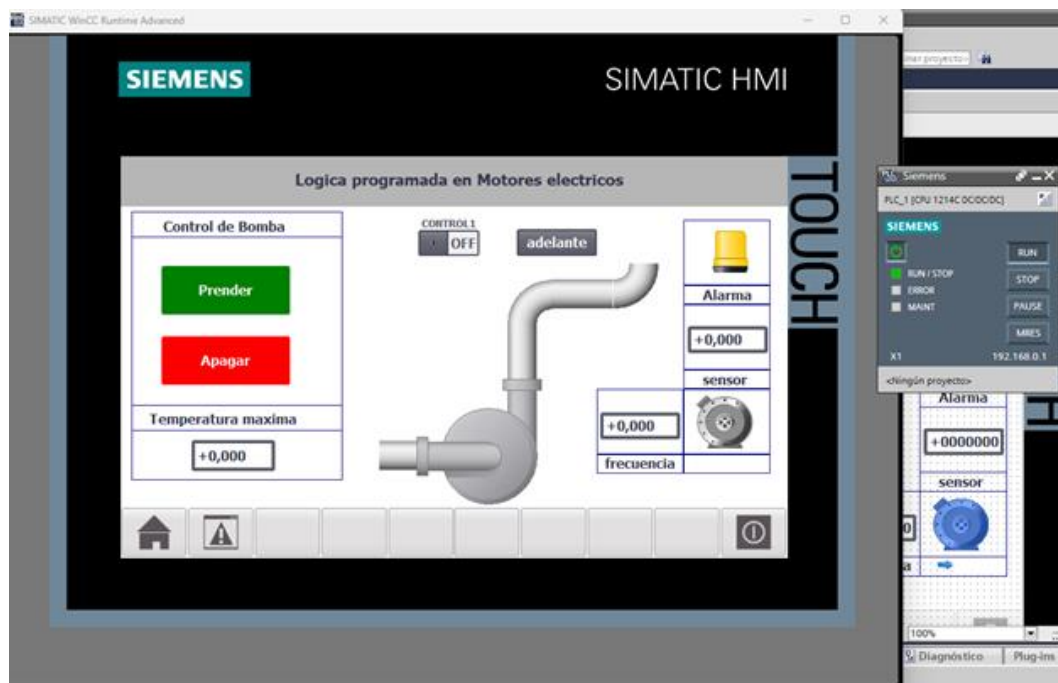 SIMATIC WinCC Runtime Advanced
SIEMENS
SIMATIC HMI
TOUCH
Logica programada en Motores electricos
Control de Bomba
Prender
Apagar
Temperatura maxima
+0,000
CONTROL1
OFF
adelante
Alarma
+0,000
sensor
+0,000
frecuencia
Siemens
PLC_1 [CPU 1214C DC/DC/DC]
SIEMENS
RUN / STOP
ERROR
MAINT
RUN
STOP
PAUSE
MRES
X1
192.168.0.1
<Ningún proyecto>
Alarma
+0000000
sensor
100%
Diagnóstico
Plug-ins